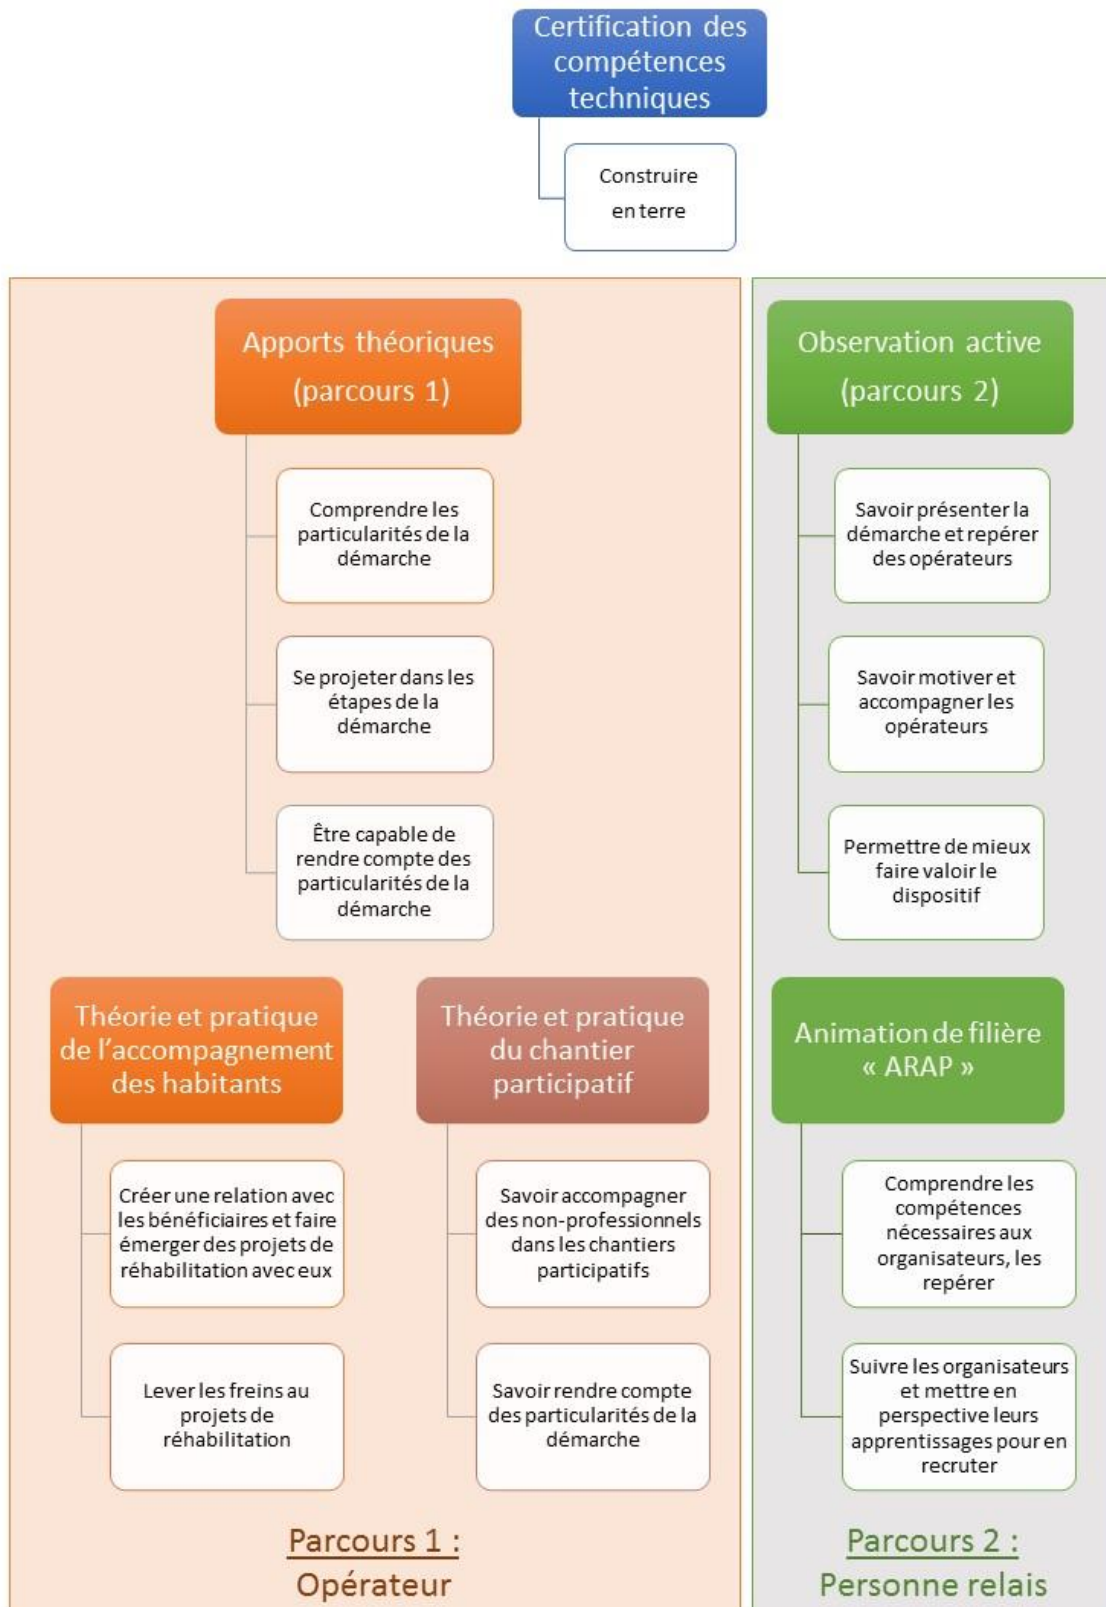 Certification des
compétences
techniques
Construire
en terre
Apports théoriques
(parcours 1)
Comprendre les
particularités de la
démarche
Se projeter dans les
étapes de la
démarche
Être capable de
rendre compte des
particularités de la
démarche
Théorie et pratique
de l'accompagnement
des habitants
Créer une relation avec
les bénéficiaires et faire
émerger des projets de
réhabilitation avec eux
Lever les freins au
projets de
réhabilitation
Théorie et pratique
du chantier
participatif
Savoir accompagner
des non-professionnels
dans les chantiers
participatifs
Savoir rendre compte
des particularités de la
démarche
Parcours 1 :
Opérateur
Observation active
(parcours 2)
Savoir présenter la
démarche et repérer
des opérateurs
Savoir motiver et
accompagner les
opérateurs
Permettre de mieux
faire valoir le
dispositif
Animation de filière
« ARAP »
Comprendre les
compétences
nécessaires aux
organisateurs, les
repérer
Suivre les organisateurs
et mettre en
perspective leurs
apprentissages pour en
recruter
Parcours 2 :
Personne relais